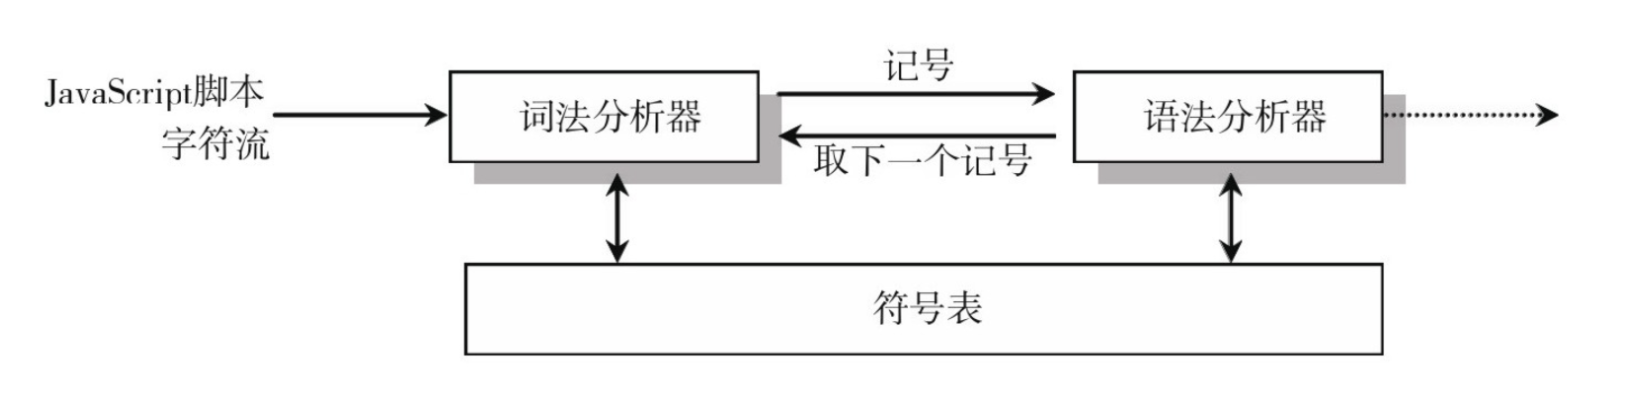 JavaScript脚本
字符流
词法分析器
记号
取下一个记号
语法分析器
符号表